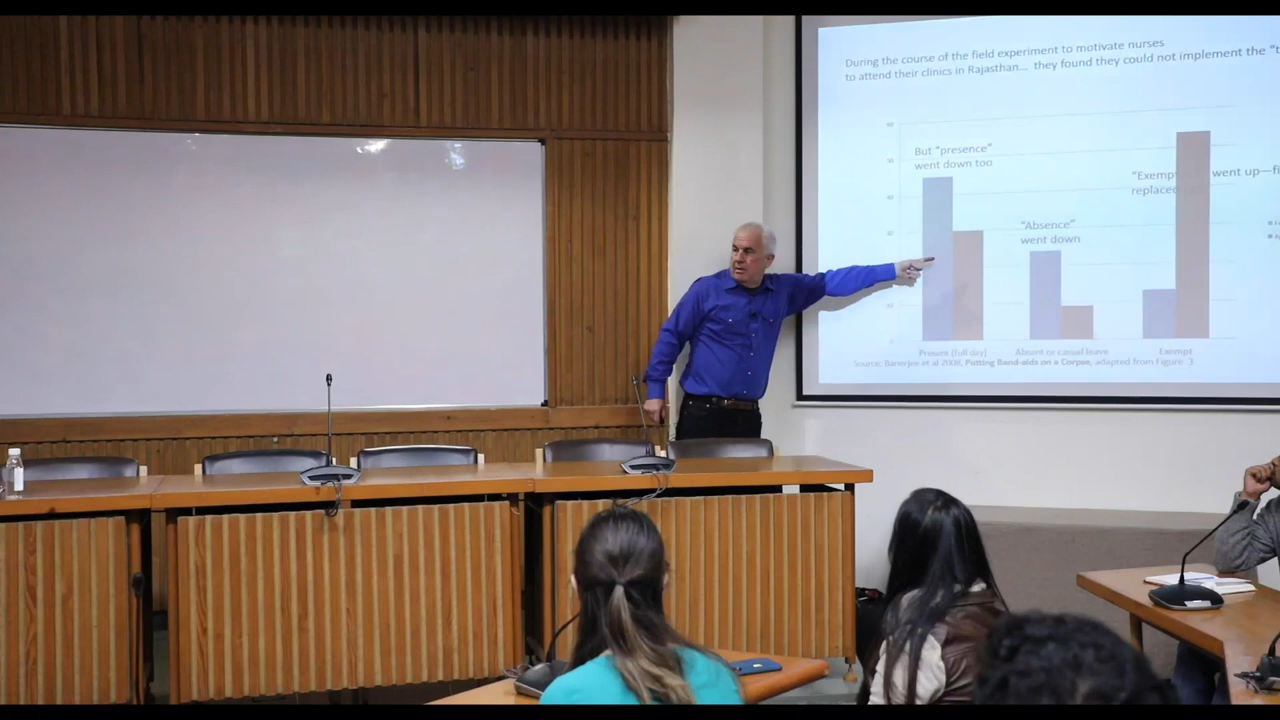 During the course of the field experiment to motivate nurses
to attend their clinics in Rajasthan... they found they could not implement the "t
But "presence"
went down too
"Absence"
went down
went up—fi
replaced
60
50
40
Present (full day)
Absent or casual leave
Exempt
Source: Banerjee et al 2008, Putting Band-aids on a Corpse, adapted from Figure 3